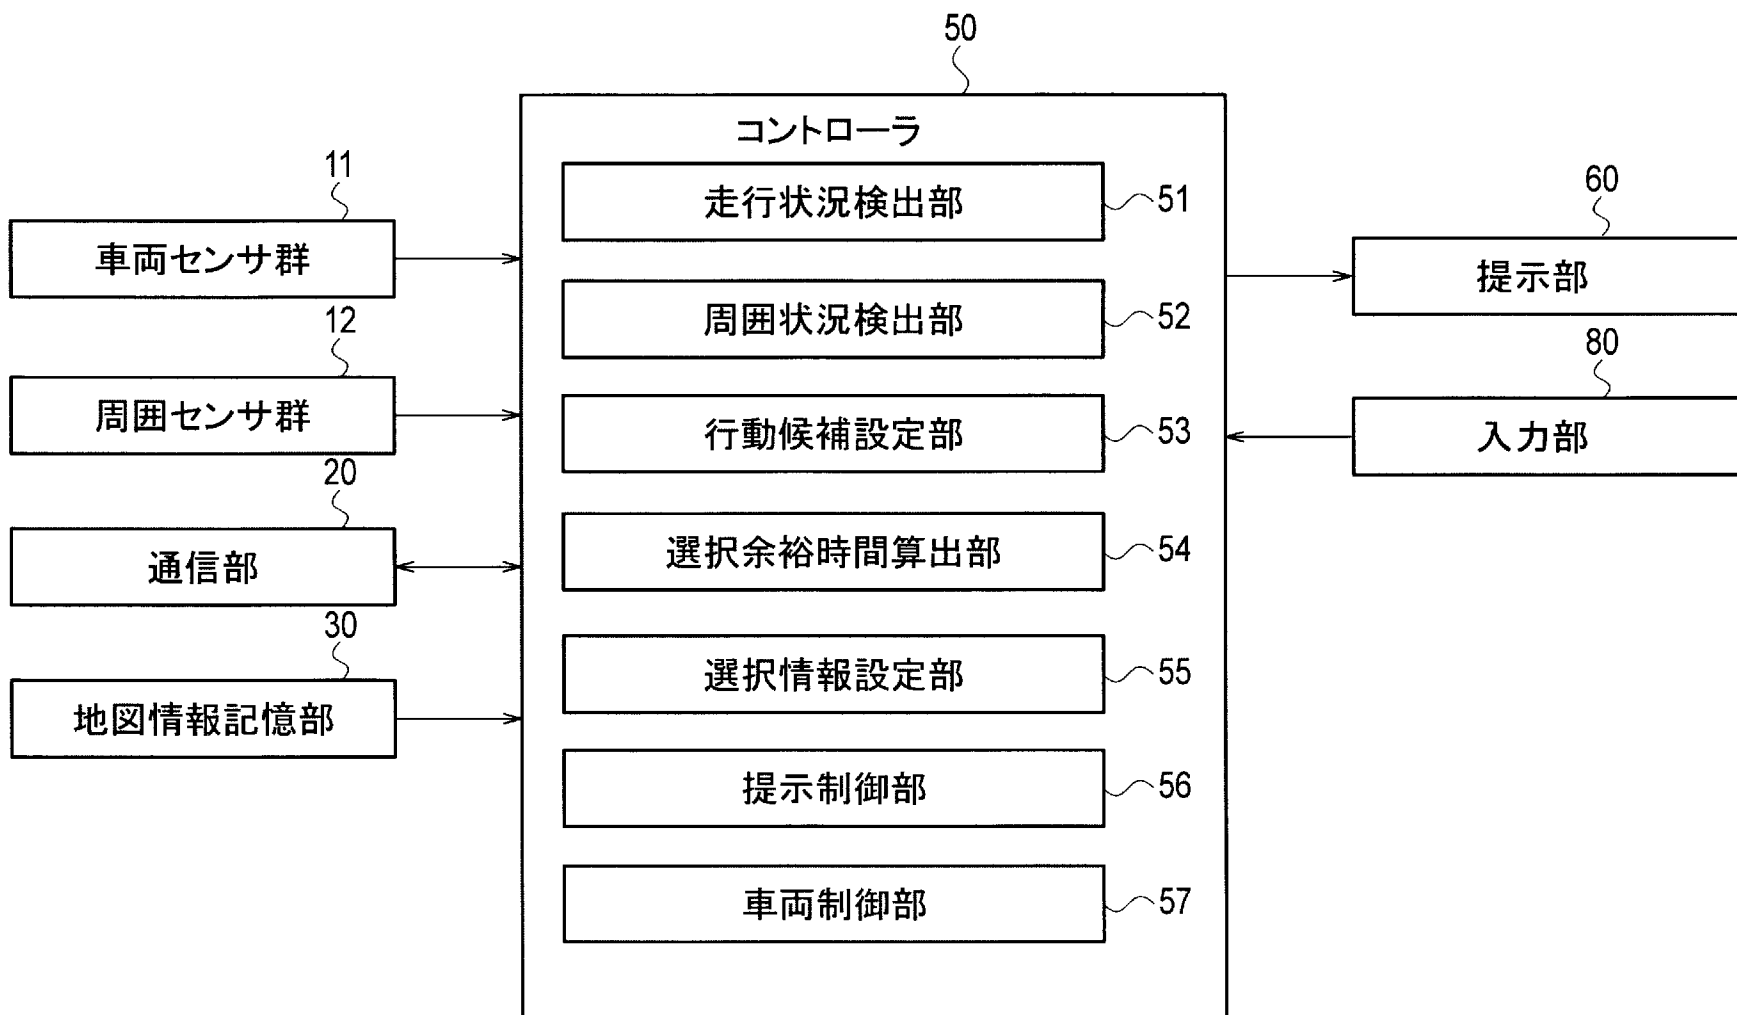 50
コントローラ
11
車両センサ群
12
周囲センサ群
20
通信部
30
地図情報記憶部
走行状況検出部
51
周囲状況検出部
52
行動候補設定部
53
選択余裕時間算出部
54
選択情報設定部
55
提示制御部
56
車両制御部
57
60
提示部
80
入力部